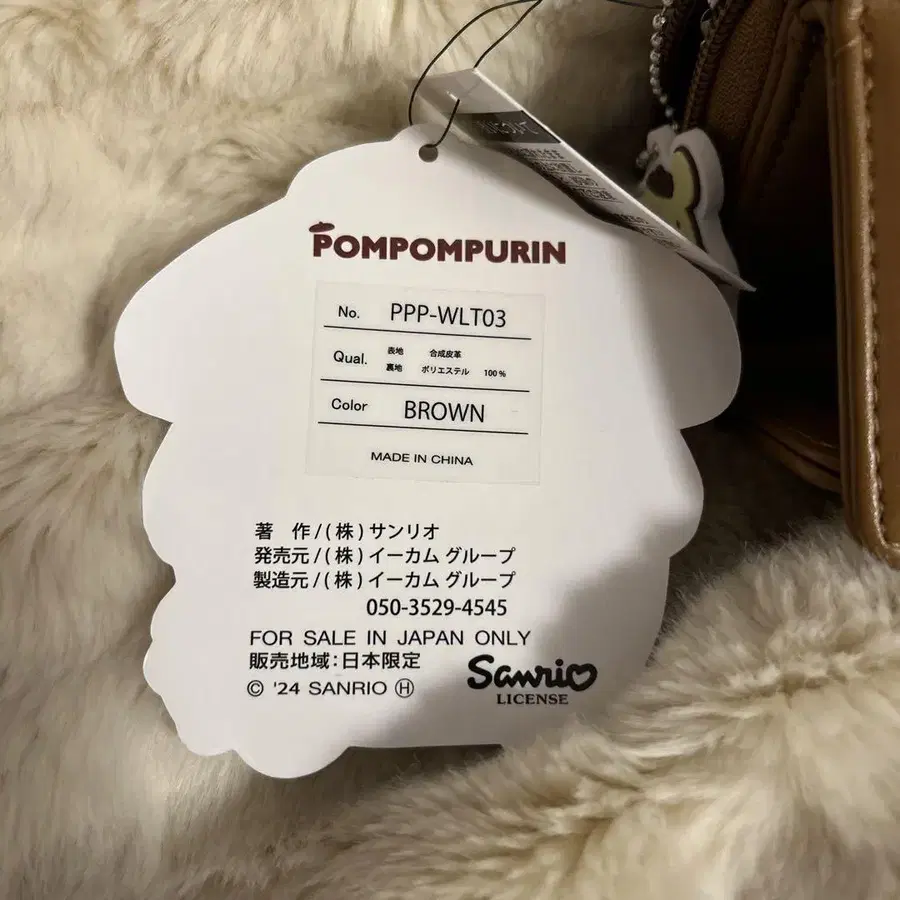 POMPOMPURIN
No. PPP-WLT03
Qual. 表地 合成皮革
裏地 ポリエステル 100%
Color BROWN
MADE IN CHINA
著 作/(株)サンリオ
発売元/(株)イーカム グループ
製造元/(株)イーカム グループ
050-3529-4545
FOR SALE IN JAPAN ONLY
販売地域:日本限定
© '24 SANRIO Ⓗ
Sanrio
LICENSE